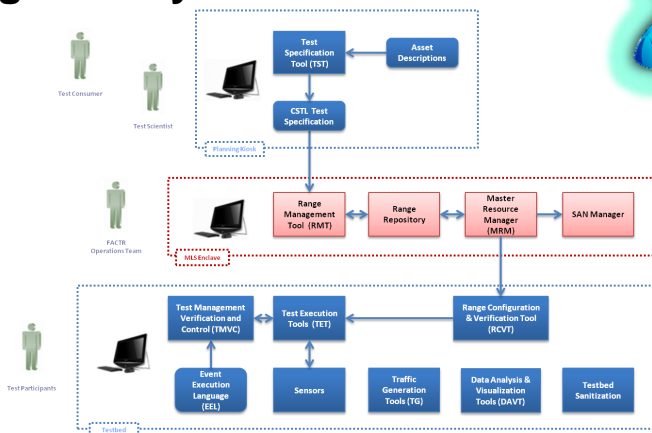 Test
Specification
Tool (TST)
Asset
Descriptions
Test Consumer
Test Scientist
CSTL Test
Specification
Planning Kiosk
FACTR
Operations Team
Range
Management
Tool (RMT)
Range
Repository
Master
Resource
Manager
(MRM)
SAN Manager
MLS Enclave
Test Management
Verification and
Control (TMVC)
Test Execution
Tools (TET)
Range Configuration
& Verification Tool
(RCVT)
Test Participants
Event
Execution
Language
(EEL)
Sensors
Traffic
Generation
Tools (TG)
Data Analysis &
Visualization
Tools (DAVT)
Testbed
Sanitization
Testbed